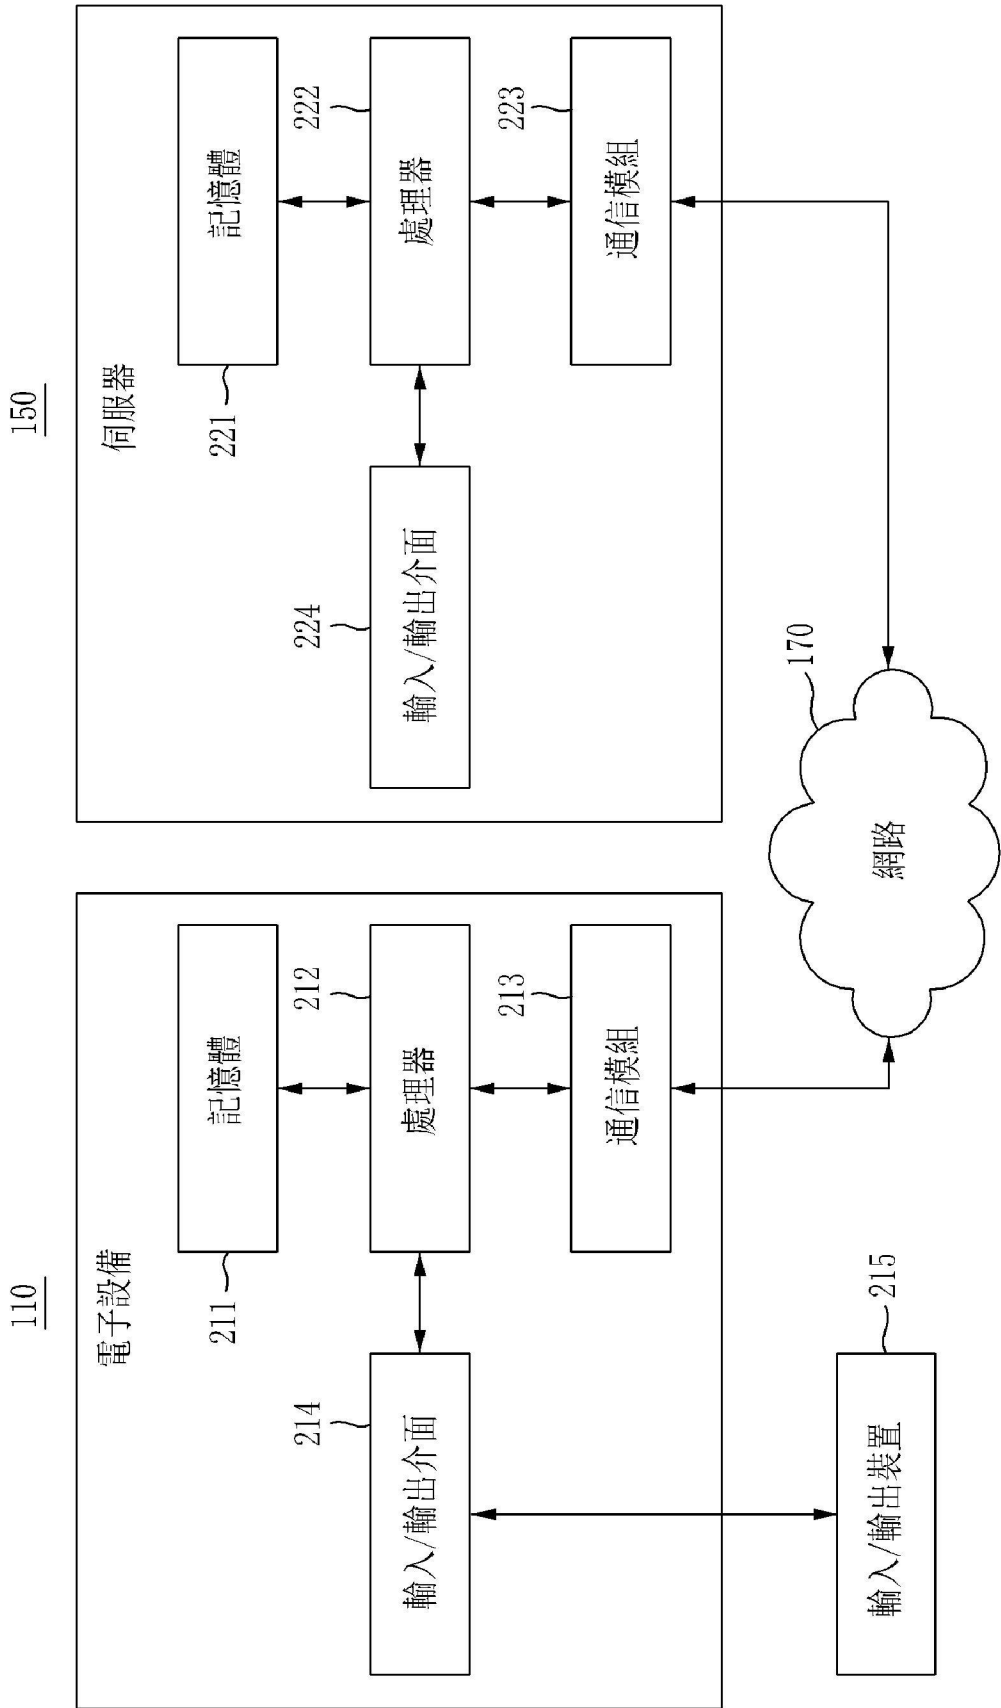 110
電子設備
211
記憶體
212
處理器
213
通信模組
214
輸入/輸出介面
215
輸入/輸出裝置
150
伺服器
221
記憶體
222
處理器
223
通信模組
224
輸入/輸出介面
170
網路